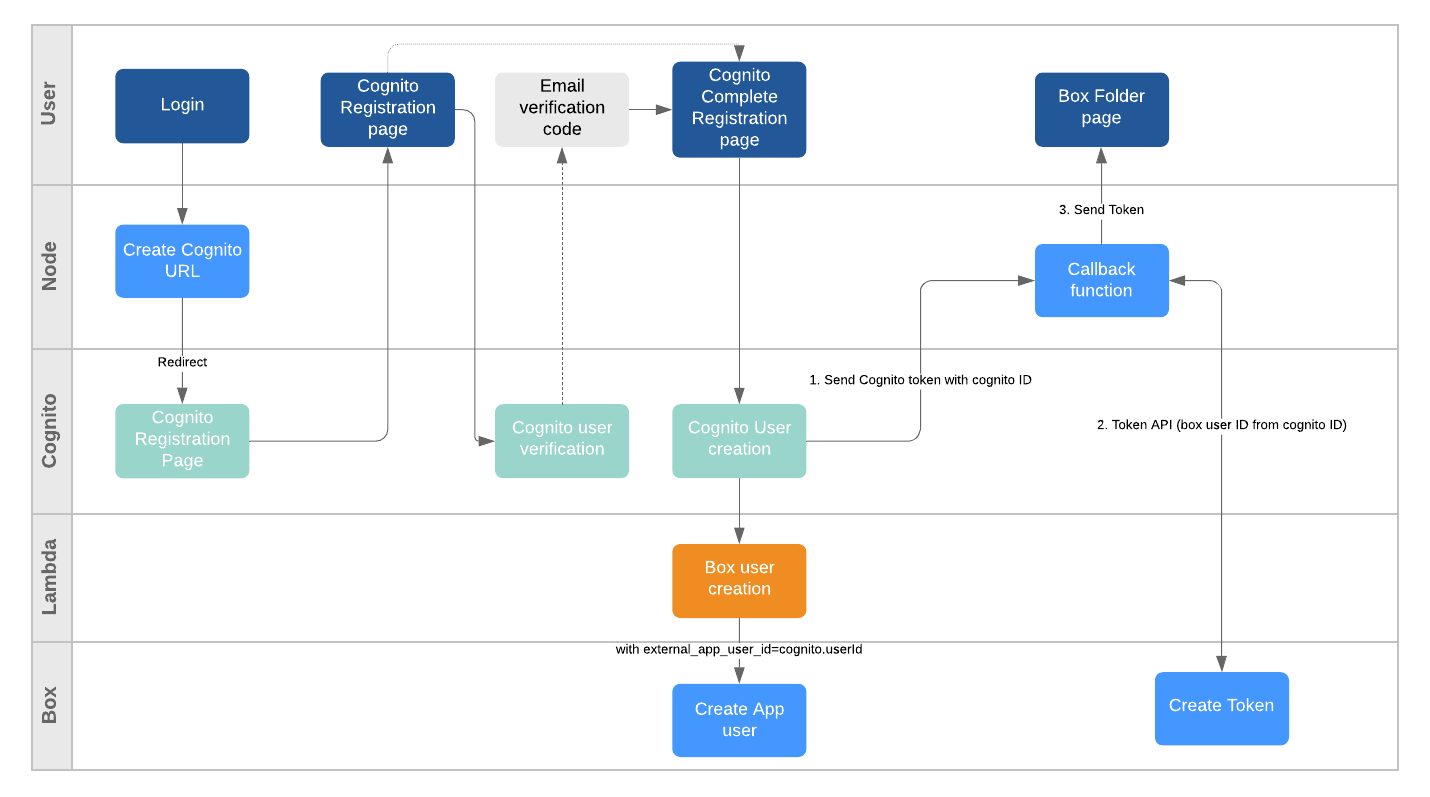 User
Login
Cognito
Registration
page
Email
verification
code
Cognito
Complete
Registration
page
Box Folder
page
Node
Create Cognito
URL
3. Send Token
Callback
function
Cognito
Redirect
Cognito
Registration
Page
Cognito user
verification
Cognito User
creation
1. Send Cognito token with cognito ID
2. Token API (box user ID from cognito ID)
Lambda
Box user
creation
Box
with external_app_user_id=cognito.userId
Create App
user
Create Token